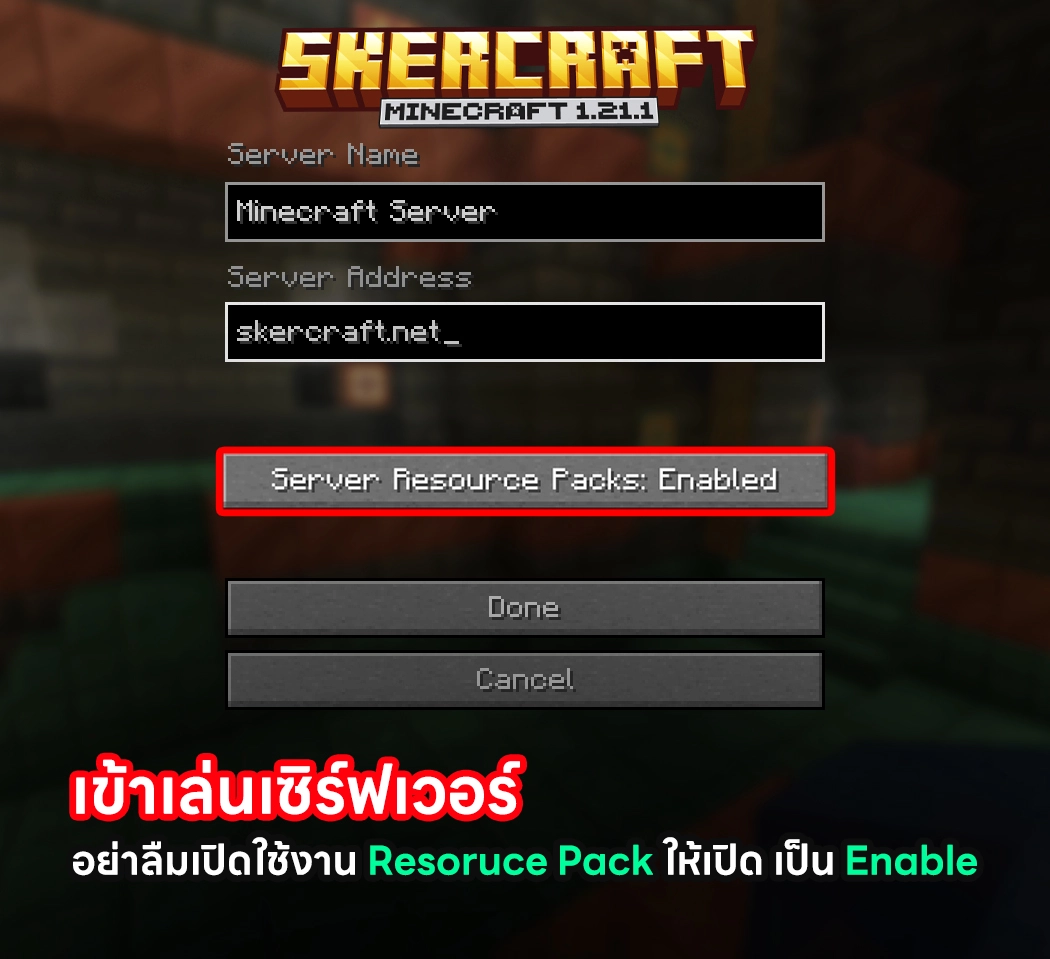 SKERCRAFT
MINECRAFT 1.21.1
Server Name
Minecraft Server
Server Address
skercraft.net_
Server Resource Packs: Enabled
Done
Cancel
เข้าเล่นเซิร์ฟเวอร์
อย่าลืมเปิดใช้งาน Resoruce Pack ให้เปิด เป็น Enable